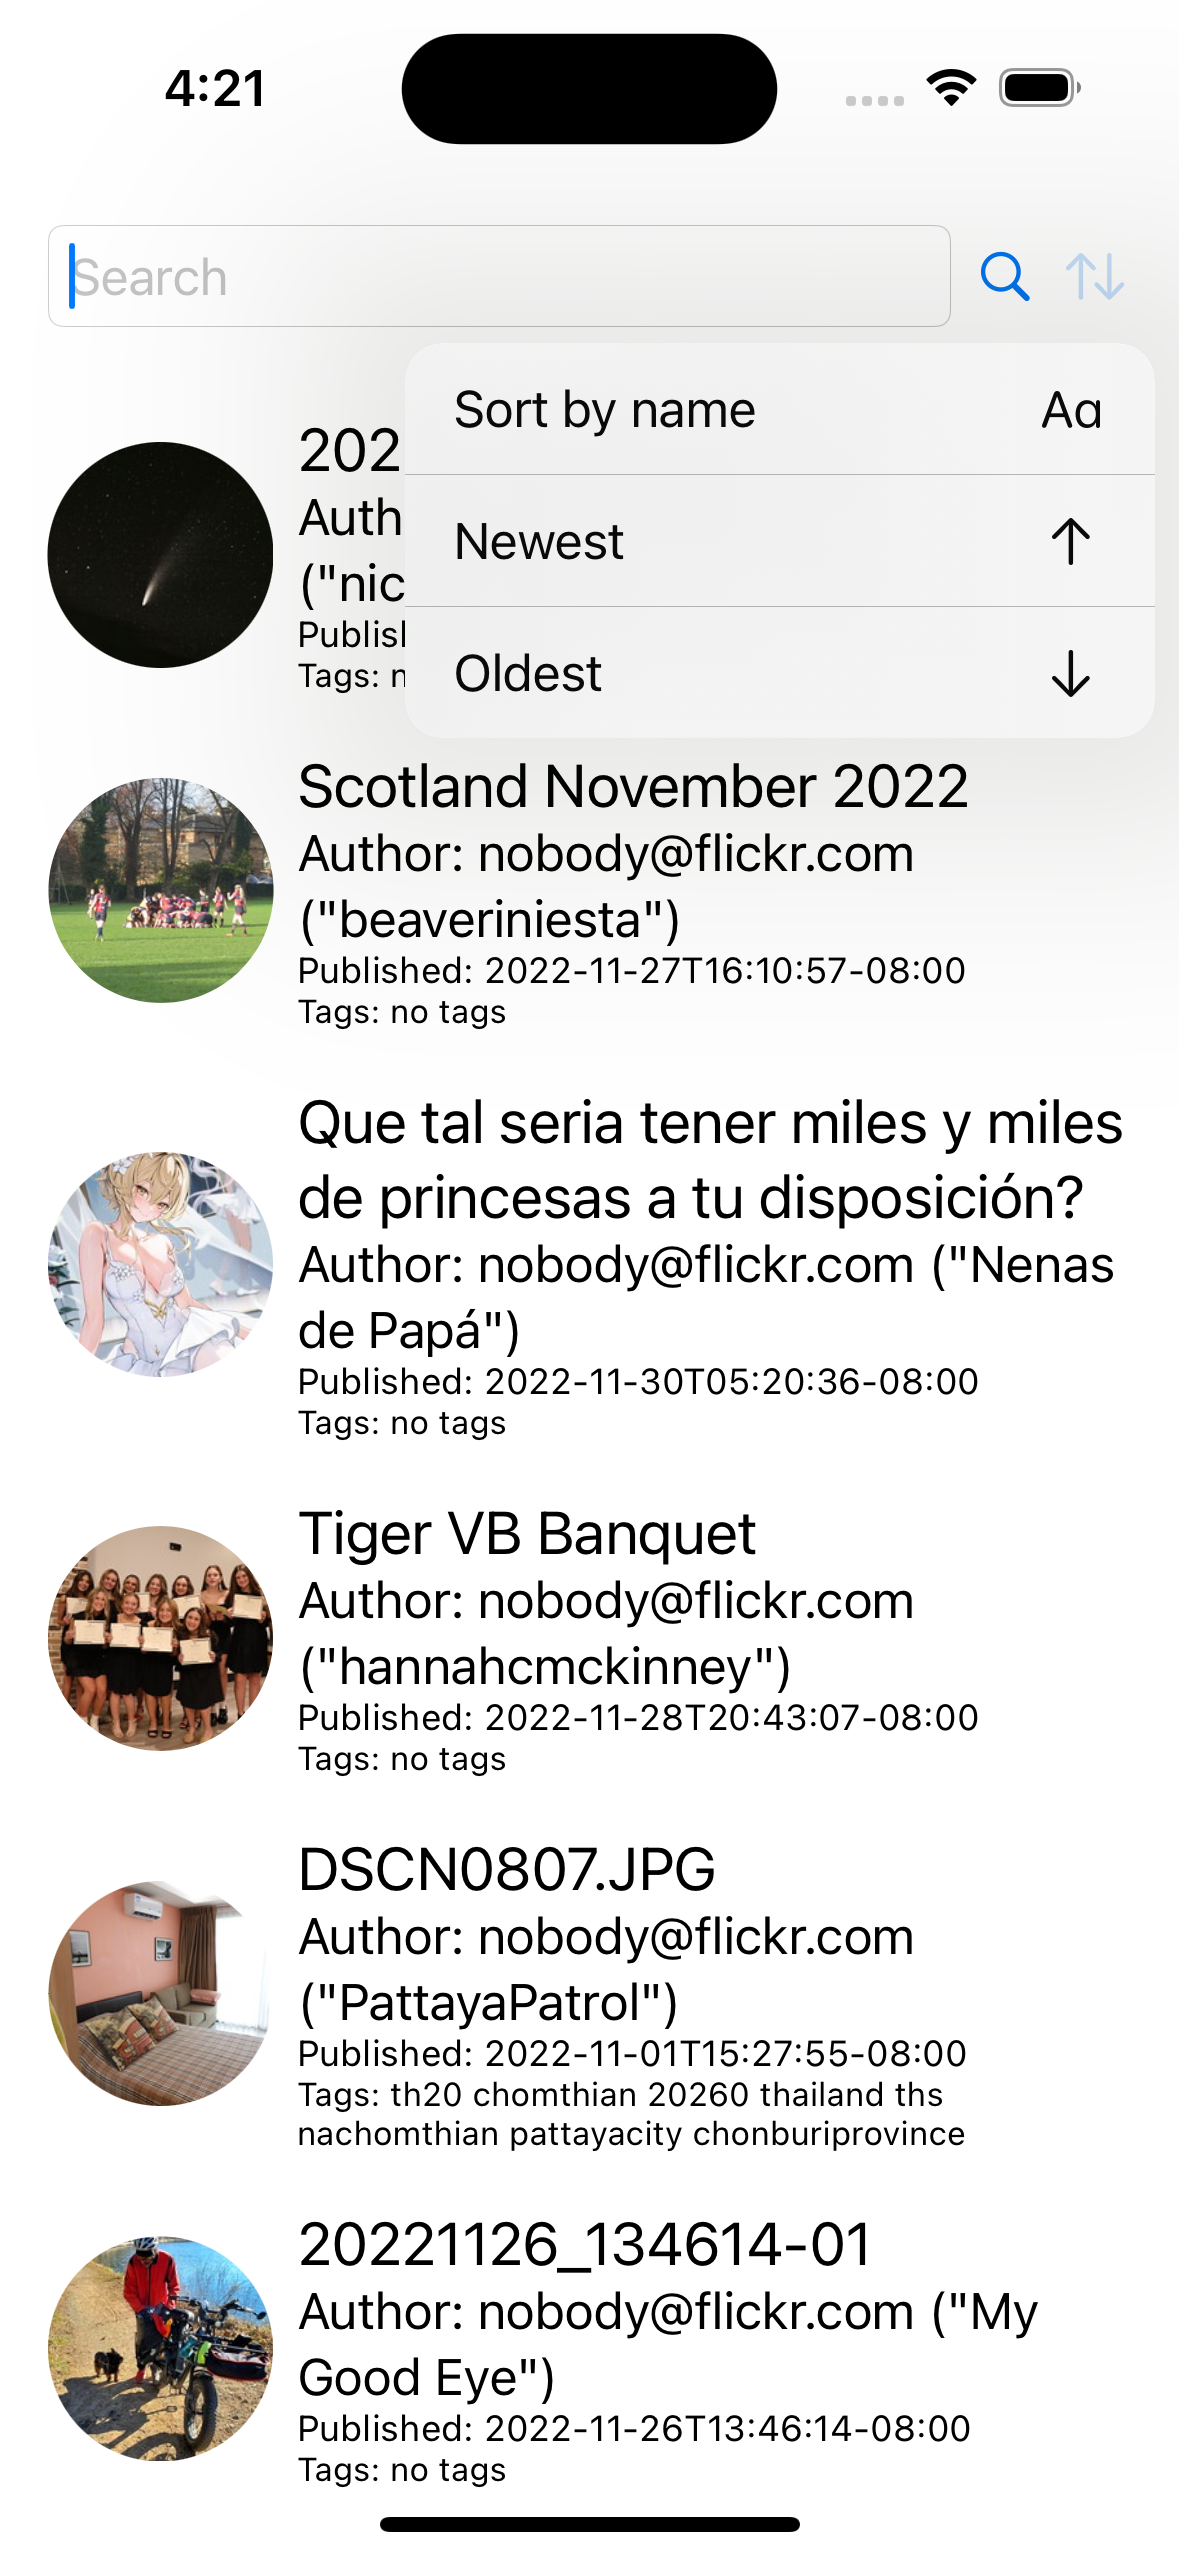 4:21
Search
Sort by name Aa
Newest
Oldest
202
Auth
("nic
Publis
Tags: n
Scotland November 2022
Author: nobody@flickr.com
("beaveriniesta")
Published: 2022-11-27T16:10:57-08:00
Tags: no tags
Que tal seria tener miles y miles
de princesas a tu disposición?
Author: nobody@flickr.com ("Nenas
de Papá")
Published: 2022-11-30T05:20:36-08:00
Tags: no tags
Tiger VB Banquet
Author: nobody@flickr.com
("hannahcmckinney")
Published: 2022-11-28T20:43:07-08:00
Tags: no tags
DSCN0807.JPG
Author: nobody@flickr.com
("PattayaPatrol")
Published: 2022-11-01T15:27:55-08:00
Tags: th20 chomthian 20260 thailand ths
nachomthian pattayacity chonburiprovince
20221126_134614-01
Author: nobody@flickr.com ("My
Good Eye")
Published: 2022-11-26T13:46:14-08:00
Tags: no tags